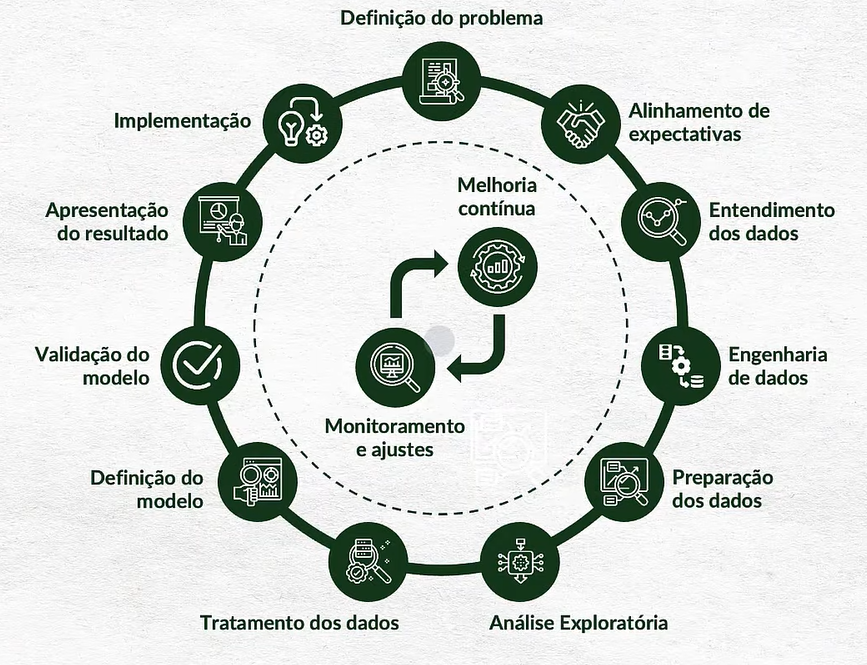 Definição do problema
Alinhamento de
expectativas
Entendimento
dos dados
Engenharia
de dados
Preparação
dos dados
Análise Exploratória
Tratamento dos dados
Definição do
modelo
Validação do
modelo
Apresentação
do resultado
Implementação
Melhoria
contínua
Monitoramento
e ajustes